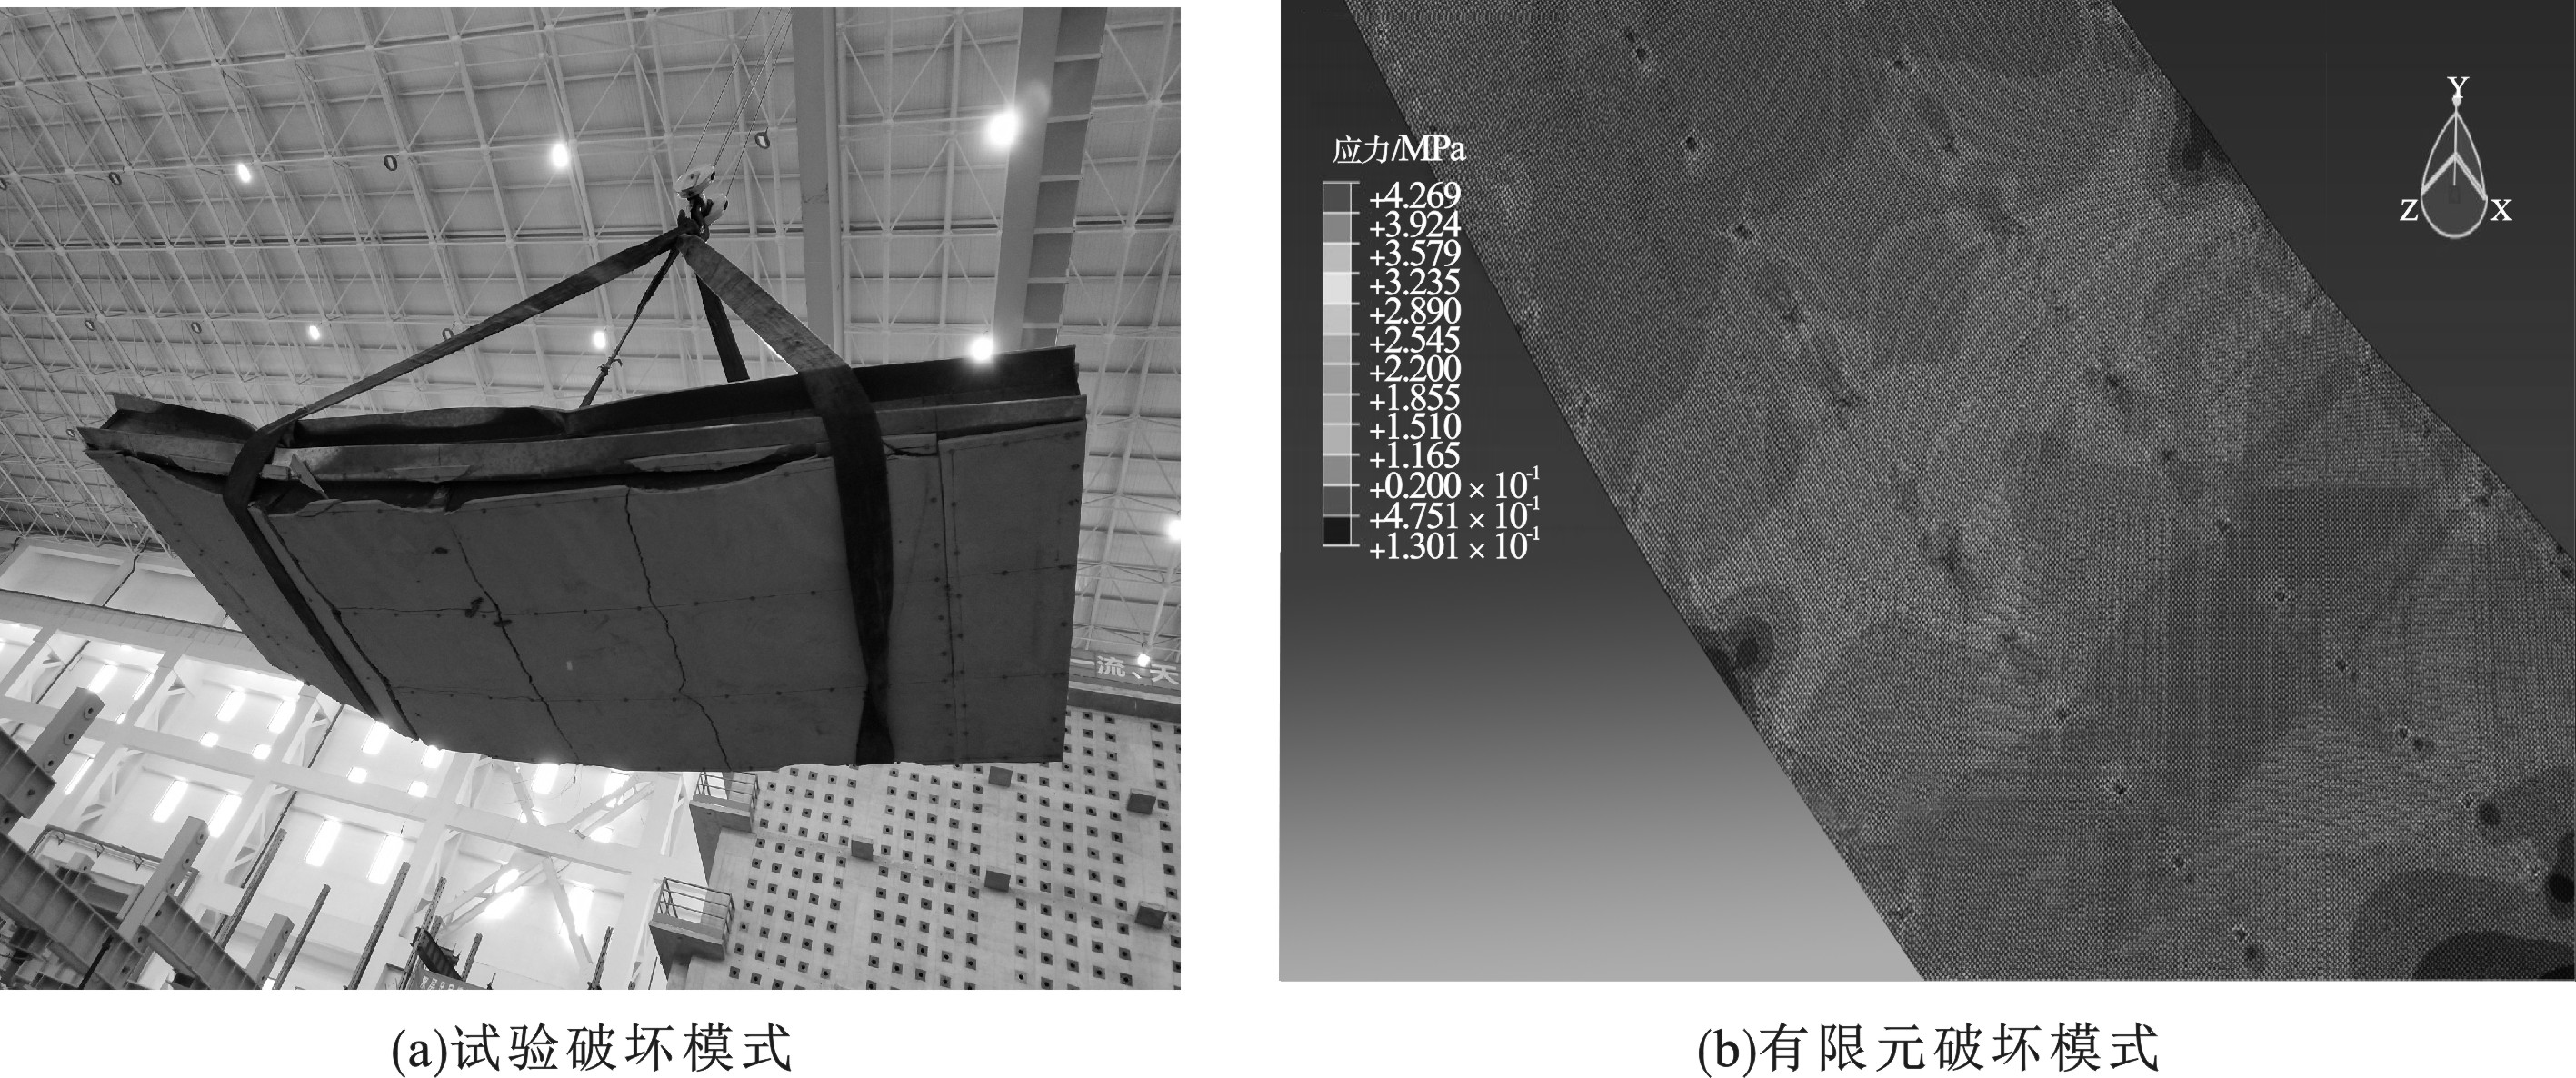 流、天
应力/MPa
+4.269
+3.924
+3.579
+3.235
+2.890
+2.545
+2.200
+1.855
+1.510
+1.165
+0.200 × 10⁻¹
+4.751 × 10⁻¹
+1.301 × 10⁻¹
Y
Z X
(a)试验破坏模式
(b)有限元破坏模式